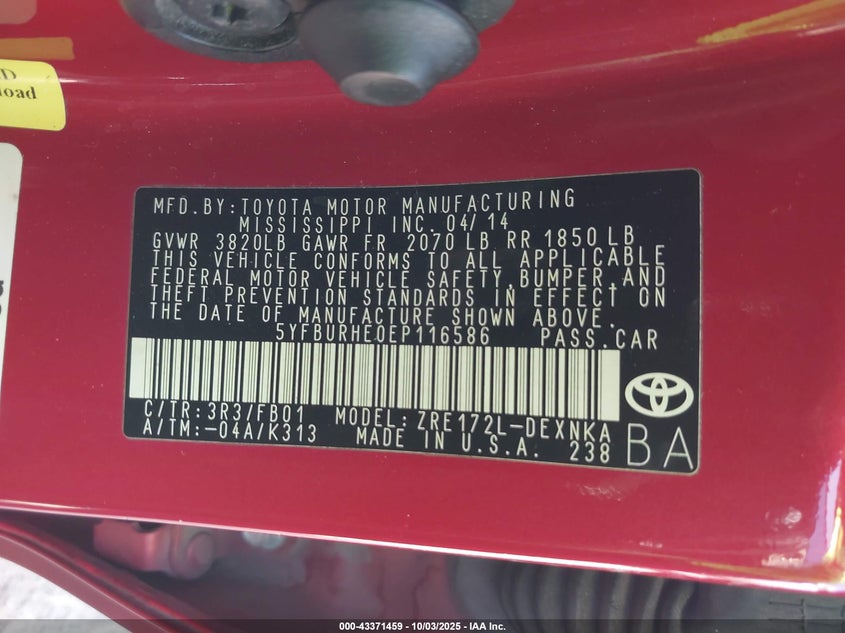 D
oad
MFD.BY:TOYOTA MOTOR MANUFACTURING
MISSISSIPPI INC. 04/14
GVWR 3820LB GAWR FR 2070 LB RR 1850 LB
THIS VEHICLE CONFORMS TO ALL APPLICABLE
FEDERAL MOTOR VEHICLE SAFETY,BUMPER,AND
THEFT PREVENTION STANDARDS IN EFFECT ON
THE DATE OF MANUFACTURE SHOWN ABOVE.
5YFBURHE0EP116586 PASS.CAR
C/TR:3R3/FB01 MODEL:ZRE172L-DEXNKA
A/TM:-04A/K313 MADE IN U.S.A. 238
BA
000-43371459 - 10/03/2025 - IAA Inc.